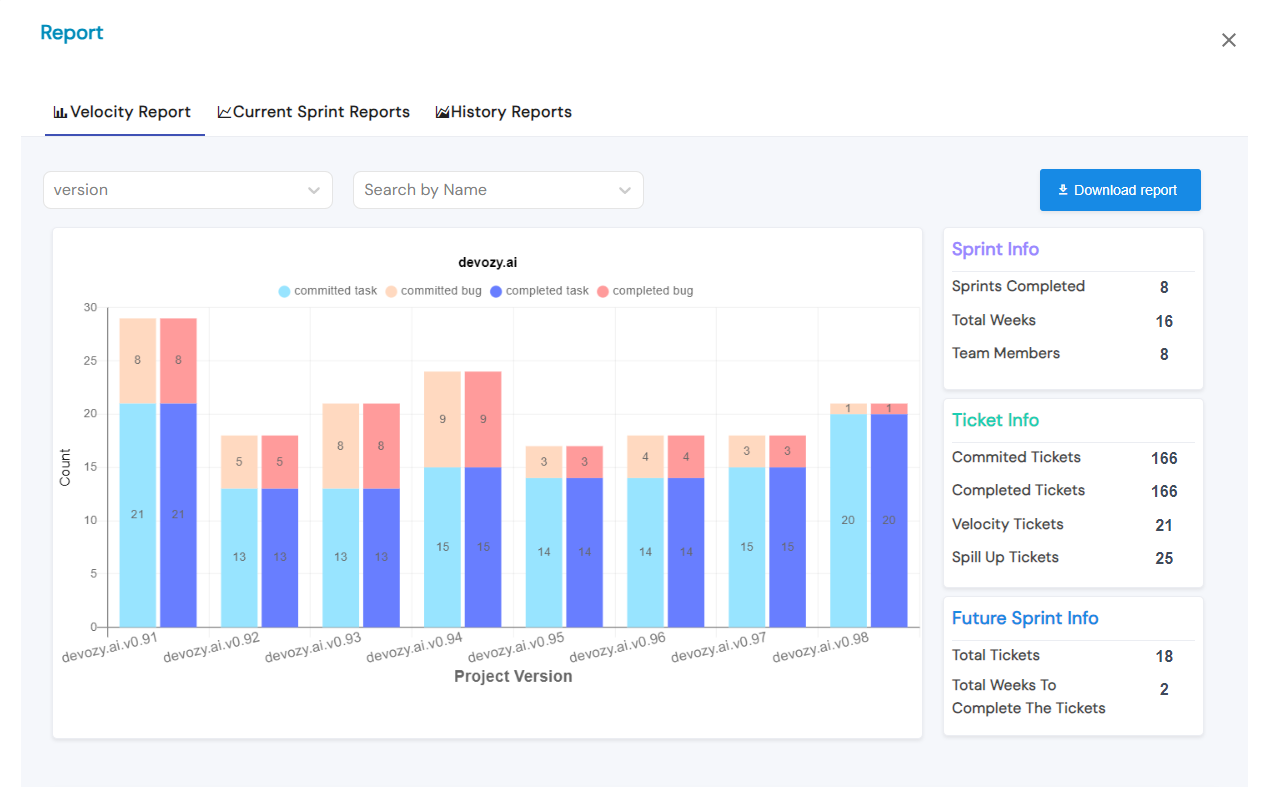 Report
Velocity Report Current Sprint Reports History Reports
version Search by Name Download report
devozy.ai
committed task committed bug completed task completed bug
Count
30
25
20
15
10
5
0
8 8 5 5 8 8 9 9 3 3 4 4 3 3 1 1
21 21 13 13 13 13 15 15 14 14 14 14 15 15 20 20
devozy.ai.v0.91 devozy.ai.v0.92 devozy.ai.v0.93 devozy.ai.v0.94 devozy.ai.v0.95 devozy.ai.v0.96 devozy.ai.v0.97 devozy.ai.v0.98
Project Version
Sprint Info
Sprints Completed 8
Total Weeks 16
Team Members 8
Ticket Info
Commited Tickets 166
Completed Tickets 166
Velocity Tickets 21
Spill Up Tickets 25
Future Sprint Info
Total Tickets 18
Total Weeks To 2
Complete The Tickets